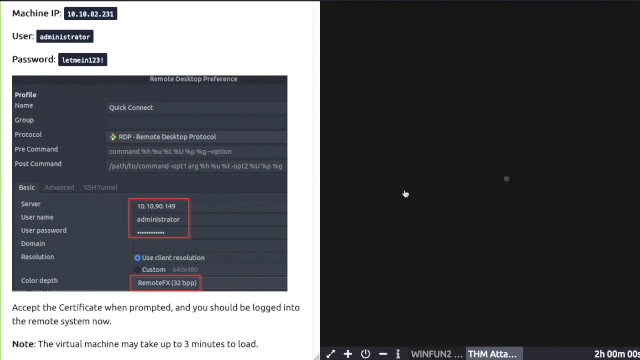 Machine IP: 10.10.82.231
User: administrator
Password: letmein123!
Remote Desktop Preference
Profile
Name Quick Connect
Group
Protocol RDP - Remote Desktop Protocol
Pre Command command %h %u %t %U %p %g --option
Post Command /path/to/command -opt1 arg %h %u %t -opt2 %U %p %g
Basic Advanced SSH Tunnel
Server 10.10.90.149
User name administrator
User password ••••••••••••
Domain
Resolution Use client resolution
Custom 640x480
Color depth RemoteFX (32 bpp)
Accept the Certificate when prompted, and you should be logged into
the remote system now.
Note: The virtual machine may take up to 3 minutes to load.
WINFUN2 ... THM Atta... 2h 00m 00